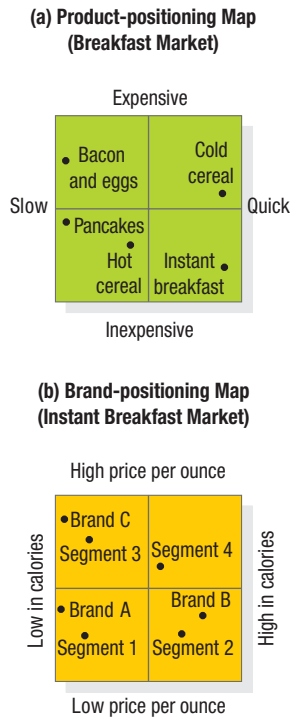 (a) Product-positioning Map
(Breakfast Market)
Expensive
Bacon
and eggs
Cold
cereal
Slow
Quick
Pancakes
Hot
cereal
Instant
breakfast
Inexpensive
(b) Brand-positioning Map
(Instant Breakfast Market)
High price per ounce
Low in calories
High in calories
Brand C
Segment 3
Segment 4
Brand A
Segment 1
Brand B
Segment 2
Low price per ounce